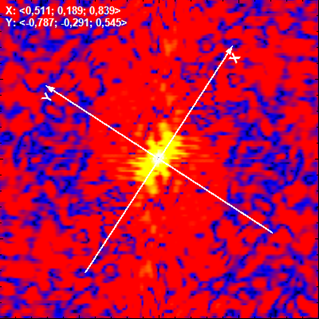 X: <0,511; 0,189; 0,839>
Y: <-0,787; -0,291; 0,545>
X
Y